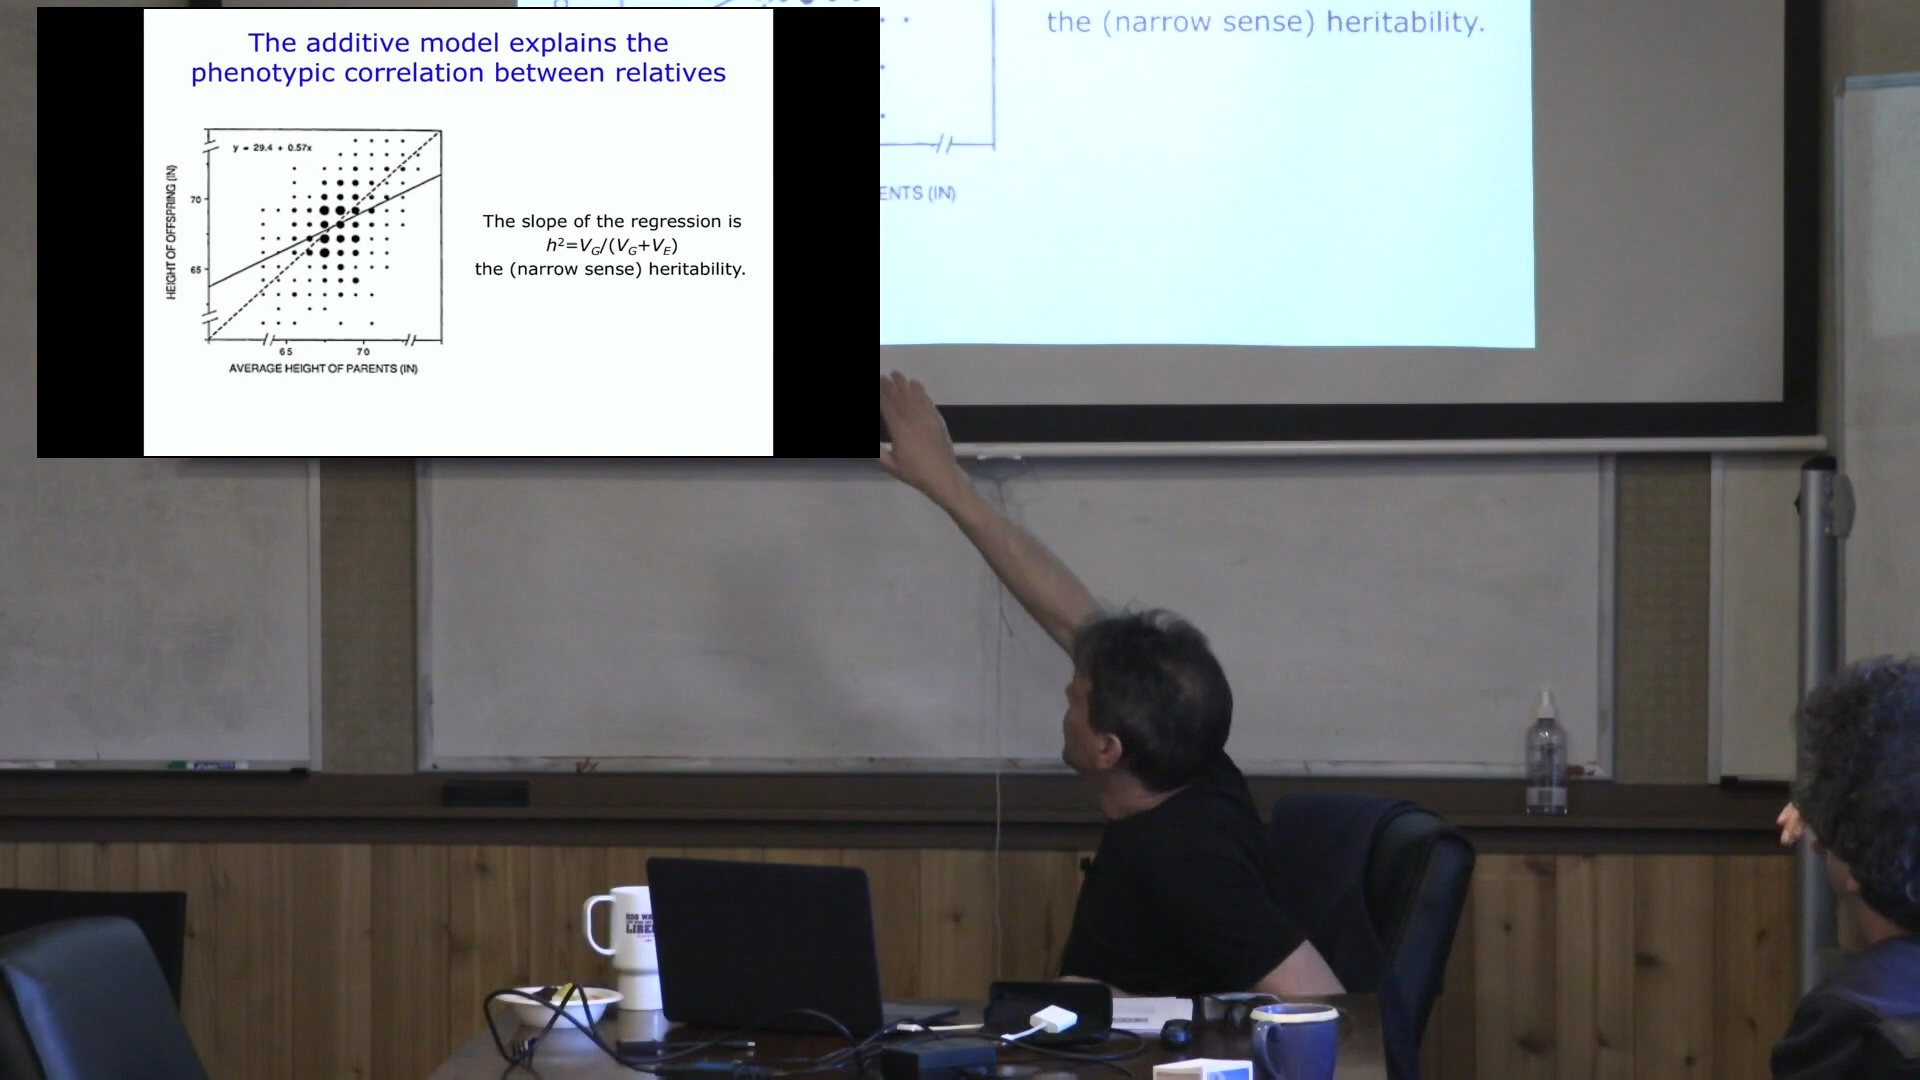 The additive model explains the
phenotypic correlation between relatives
y = 29.4 + 0.57x
HEIGHT OF OFFSPRING (IN)
70
65
65 70
AVERAGE HEIGHT OF PARENTS (IN)
The slope of the regression is
h²=V_G/(V_G+V_E)
the (narrow sense) heritability.
the (narrow sense) heritability.
ENTS (IN)